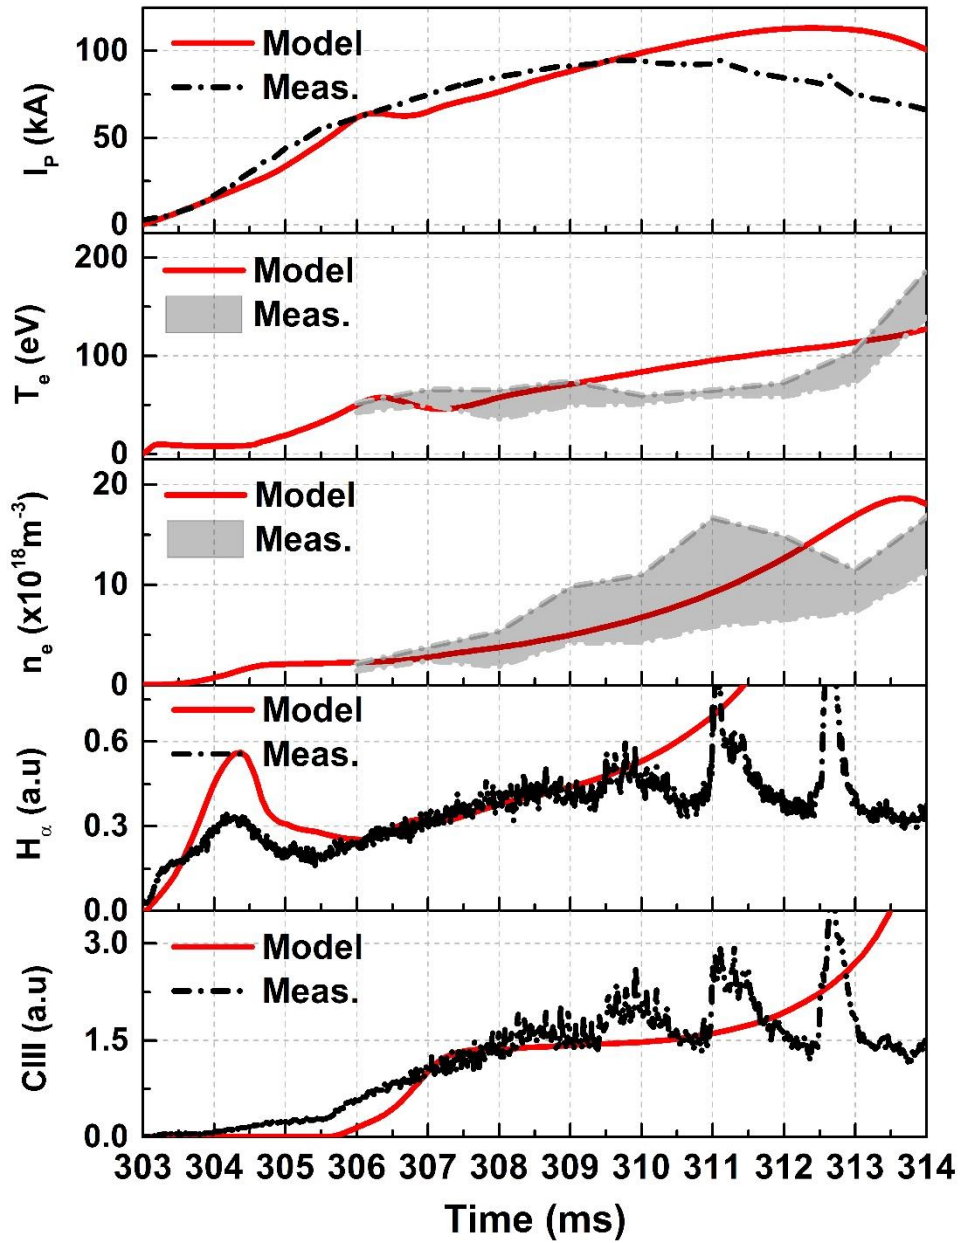 I_P (kA)
100
50
0
Model
Meas.
T_e (eV)
200
100
0
Model
Meas.
n_e (x10^18m^-3)
20
10
0
Model
Meas.
H_α (a.u)
0.6
0.3
0.0
Model
Meas.
CIII (a.u)
3.0
1.5
0.0
Model
Meas.
303 304 305 306 307 308 309 310 311 312 313 314
Time (ms)